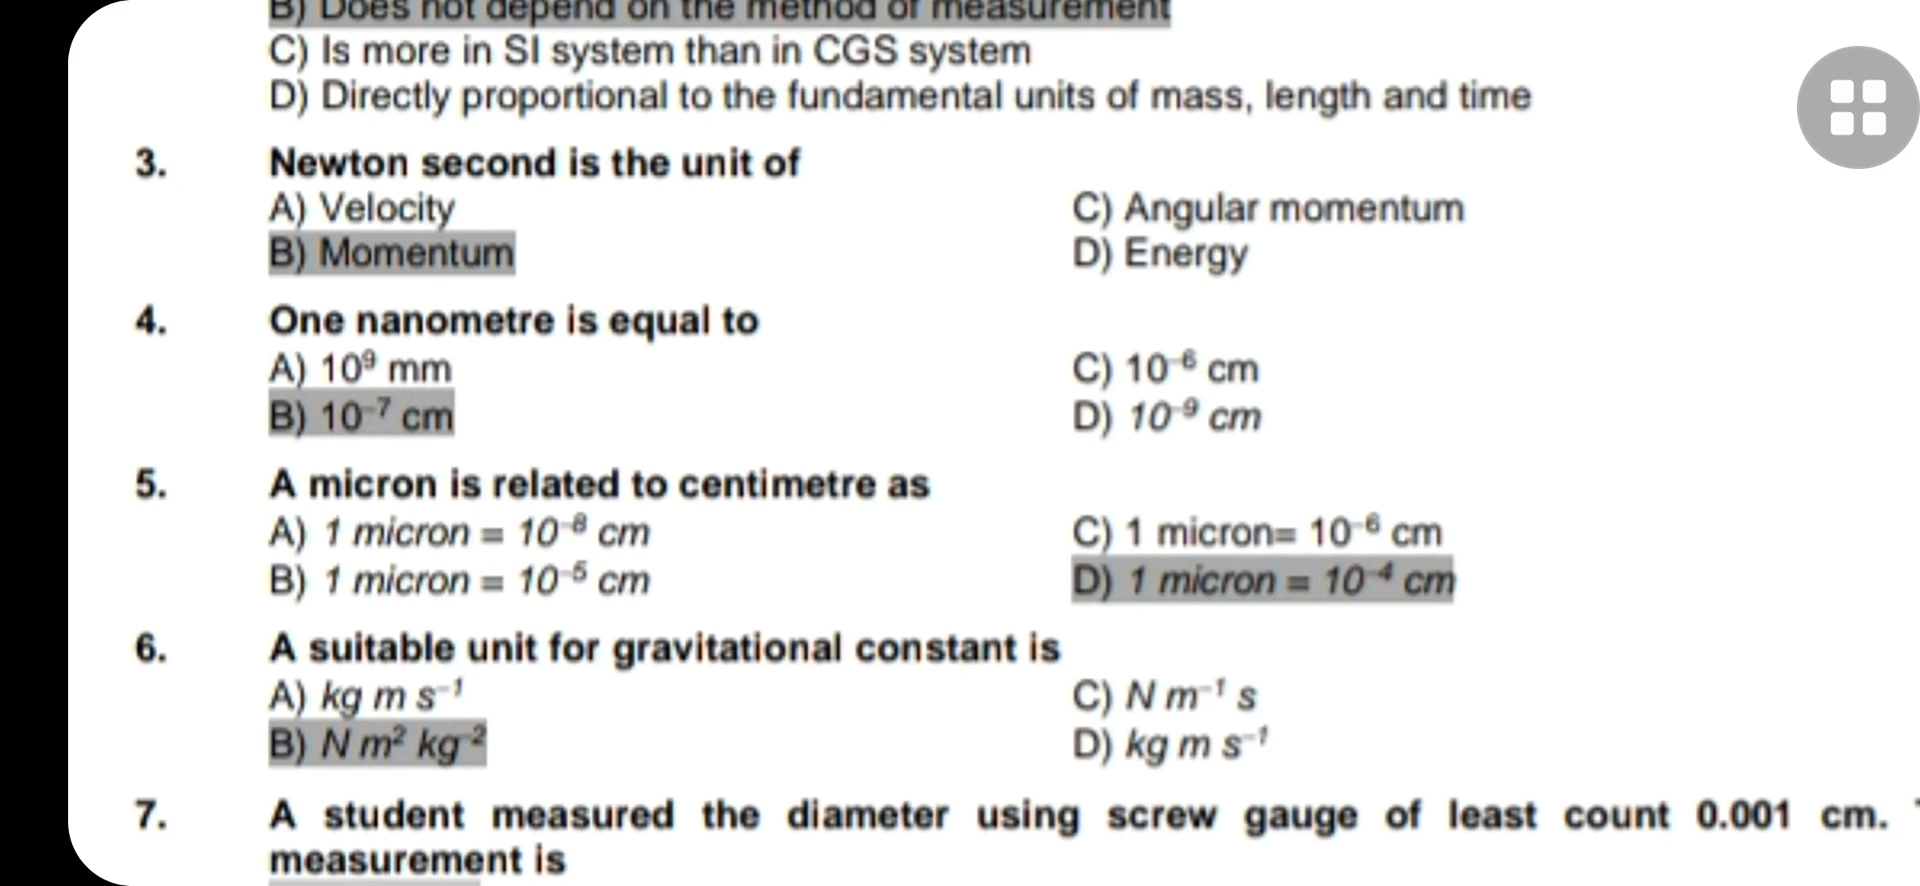 B) Does not depend on the method of measurement
C) Is more in SI system than in CGS system
D) Directly proportional to the fundamental units of mass, length and time
3. Newton second is the unit of
A) Velocity
C) Angular momentum
B) Momentum
D) Energy
4. One nanometre is equal to
A) 10⁹ mm
C) 10⁻⁶ cm
B) 10⁻⁷ cm
D) 10⁻⁹ cm
5. A micron is related to centimetre as
A) 1 micron = 10⁻⁸ cm
C) 1 micron= 10⁻⁶ cm
B) 1 micron = 10⁻⁵ cm
D) 1 micron = 10⁻⁴ cm
6. A suitable unit for gravitational constant is
A) kg m s⁻¹
C) N m⁻¹ s
B) N m² kg⁻²
D) kg m s⁻¹
7. A student measured the diameter using screw gauge of least count 0.001 cm.
measurement is